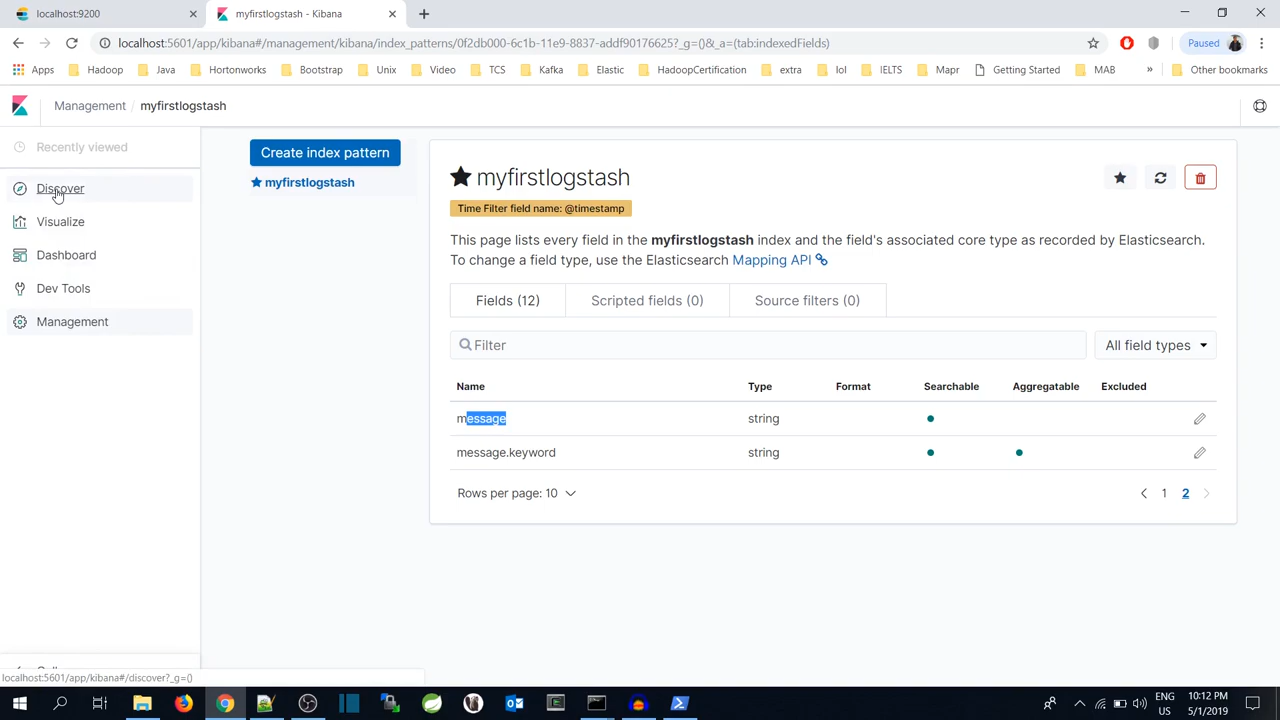 localhost:9200
myfirstlogstash - Kibana
localhost:5601/app/kibana#/management/kibana/index_patterns/0f2db000-6c1b-11e9-8837-addf90176625?_g=()&_a=(tab:indexedFields)
Paused
Apps Hadoop Java Hortonworks Bootstrap Unix Video TCS Kafka Elastic HadoopCertification extra lol IELTS Mapr Getting Started MAB » Other bookmarks
Management / myfirstlogstash
Recently viewed
Discover
Visualize
Dashboard
Dev Tools
Management
localhost:5601/app/kibana#/discover?_g=()
Create index pattern
myfirstlogstash
myfirstlogstash
Time Filter field name: @timestamp
This page lists every field in the myfirstlogstash index and the field's associated core type as recorded by Elasticsearch.
To change a field type, use the Elasticsearch Mapping API
Fields (12) Scripted fields (0) Source filters (0)
Filter All field types
Name Type Format Searchable Aggregatable Excluded
message string
message.keyword string
Rows per page: 10 1 2
ENG
US
10:12 PM
5/1/2019